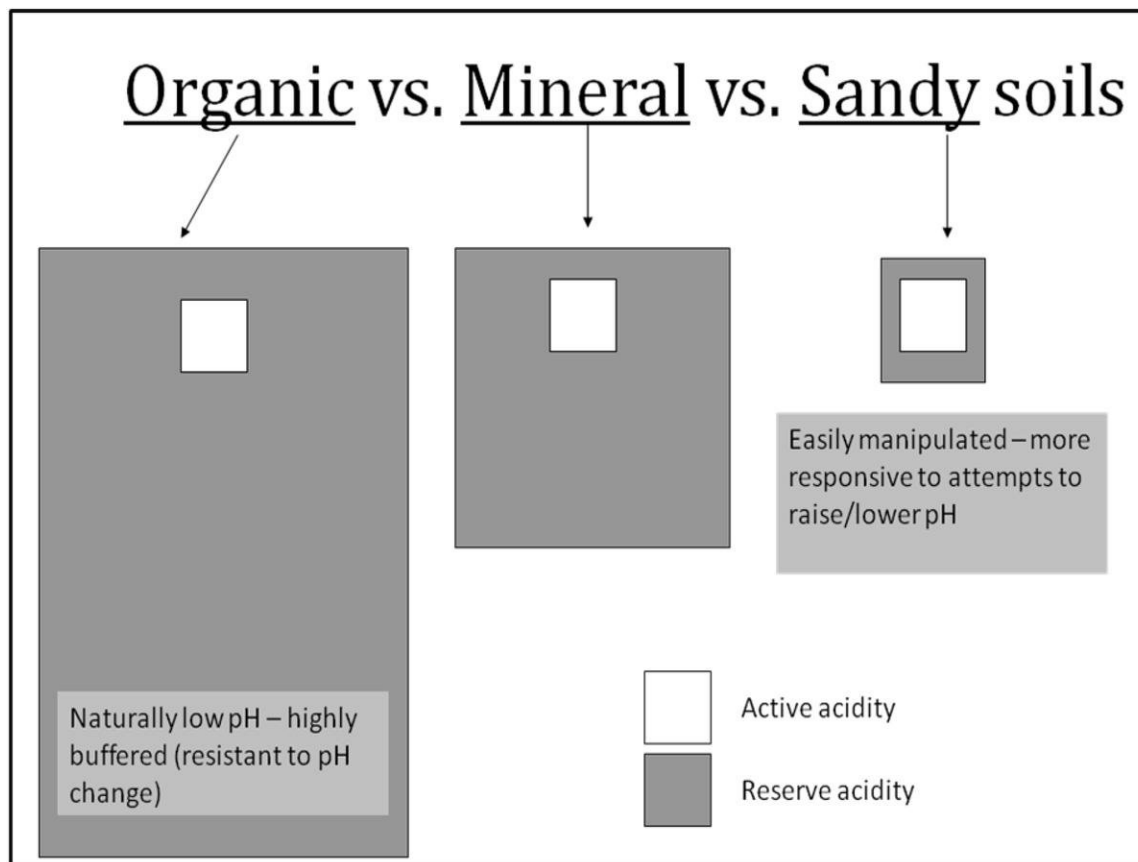 Organic vs. Mineral vs. Sandy soils
Easily manipulated – more
responsive to attempts to
raise/lower pH
Naturally low pH – highly
buffered (resistant to pH
change)
Active acidity
Reserve acidity